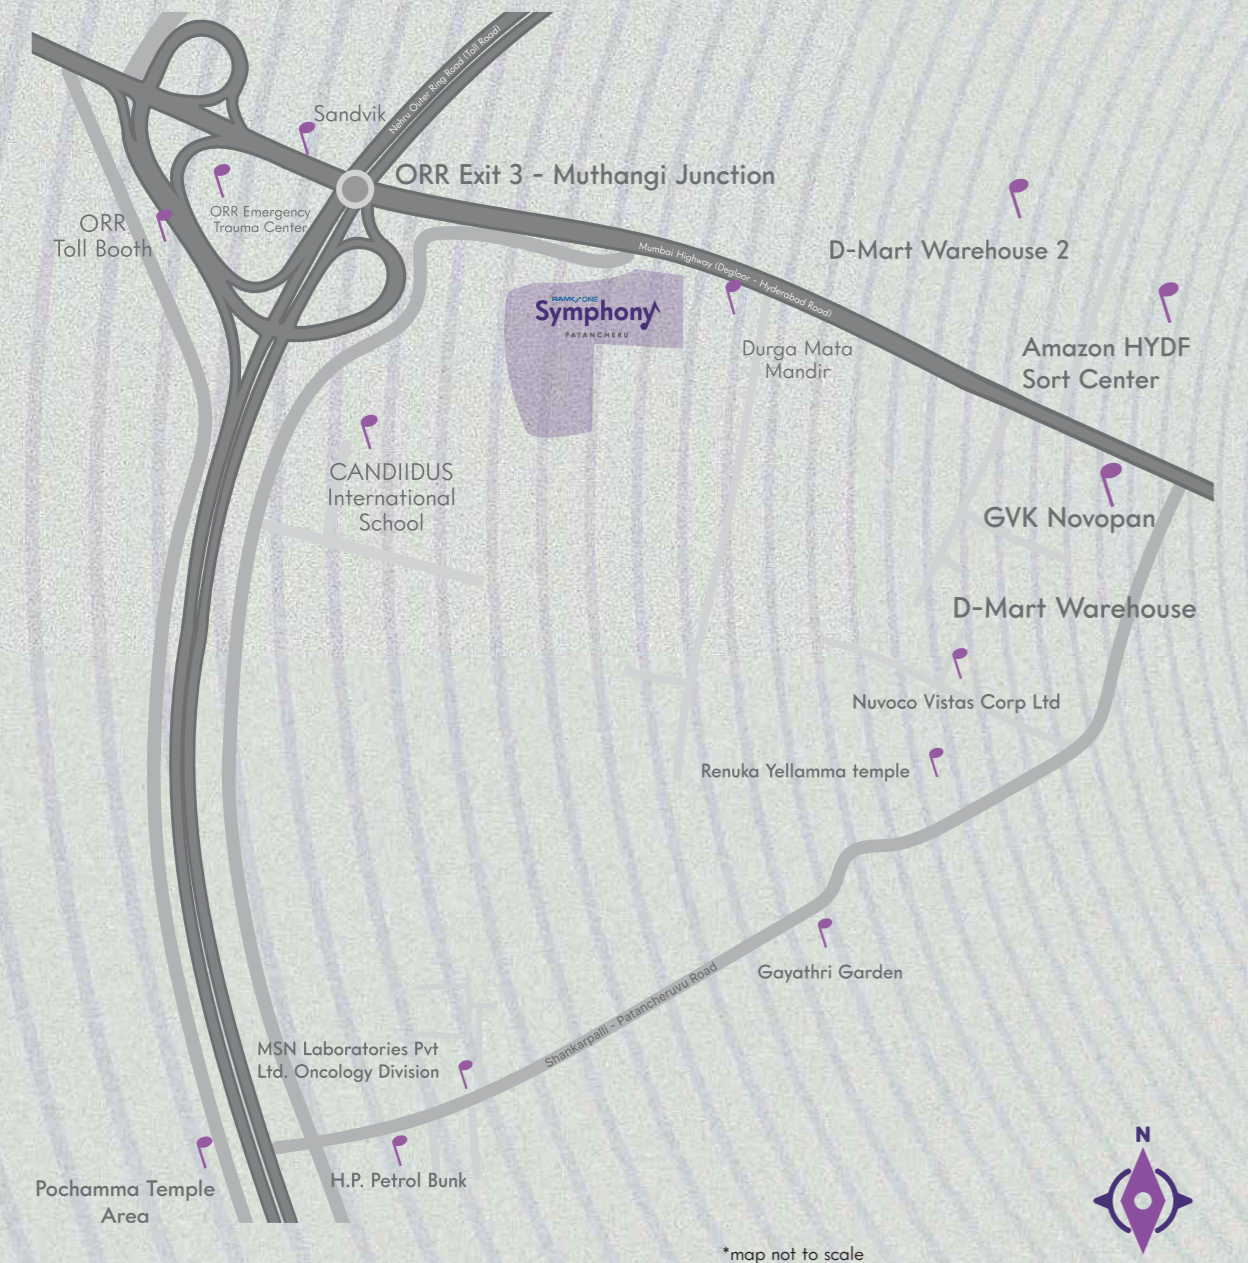 Nehru Outer Ring Road (Toll Road)
Sandvik
ORR Exit 3 - Muthangi Junction
ORR Emergency
Trauma Center
ORR
Toll Booth
D-Mart Warehouse 2
Mumbai Highway (Degloor - Hyderabad Road)
RAMKY ONE
Symphony
PATANCHERU
Durga Mata
Mandir
Amazon HYDF
Sort Center
CANDIIDUS
International
School
GVK Novopan
D-Mart Warehouse
Nuvoco Vistas Corp Ltd
Renuka Yellamma temple
Gayathri Garden
Shankarpalli - Patancheruvu Road
MSN Laboratories Pvt
Ltd. Oncology Division
H.P. Petrol Bunk
Pochamma Temple
Area
N
*map not to scale